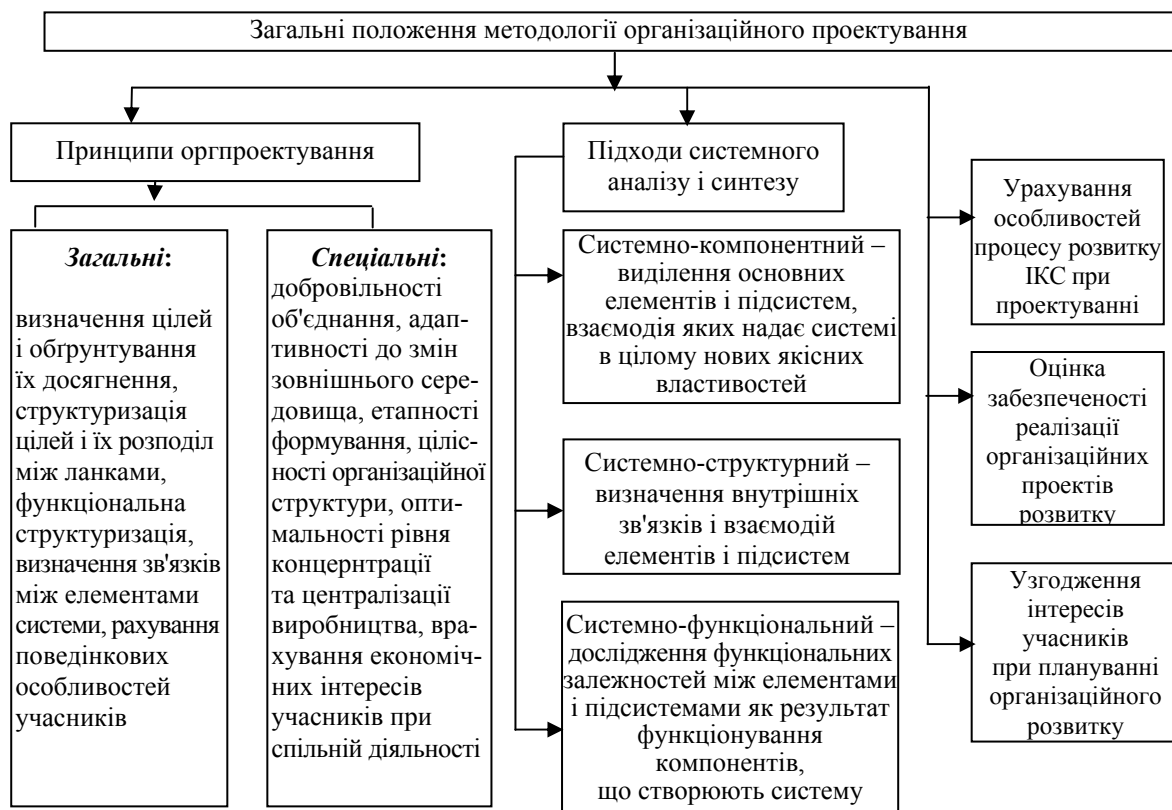 Загальні положення методології організаційного проектування
Принципи оргпроектування
Загальні:
визначення цілей
і обґрунтування
їх досягнення,
структуризація
цілей і їх розподіл
між ланками,
функціональна
структуризація,
визначення зв'язків
між елементами
системи, рахування
поведінкових
особливостей
учасників
Спеціальні:
добровільності
об'єднання, адап-
тивності до змін
зовнішнього сере-
довища, етапності
формування, ціліс-
ності організаційної
структури, опти-
мальності рівня
концернтрації
та централізації
виробництва, вра-
хування економіч-
них інтересів
учасників при
спільній діяльності
Підходи системного
аналізу і синтезу
Системно-компонентний –
виділення основних
елементів і підсистем,
взаємодія яких надає системі
в цілому нових якісних
властивостей
Системно-структурний –
визначення внутрішніх
зв'язків і взаємодій
елементів і підсистем
Системно-функціональний –
дослідження функціональних
залежностей між елементами
і підсистемами як результат
функціонування
компонентів,
що створюють систему
Урахування
особливостей
процесу розвитку
ІКС при
проектуванні
Оцінка
забезпеченості
реалізації
організаційних
проектів
розвитку
Узгодження
інтересів
учасників
при плануванні
організаційного
розвитку